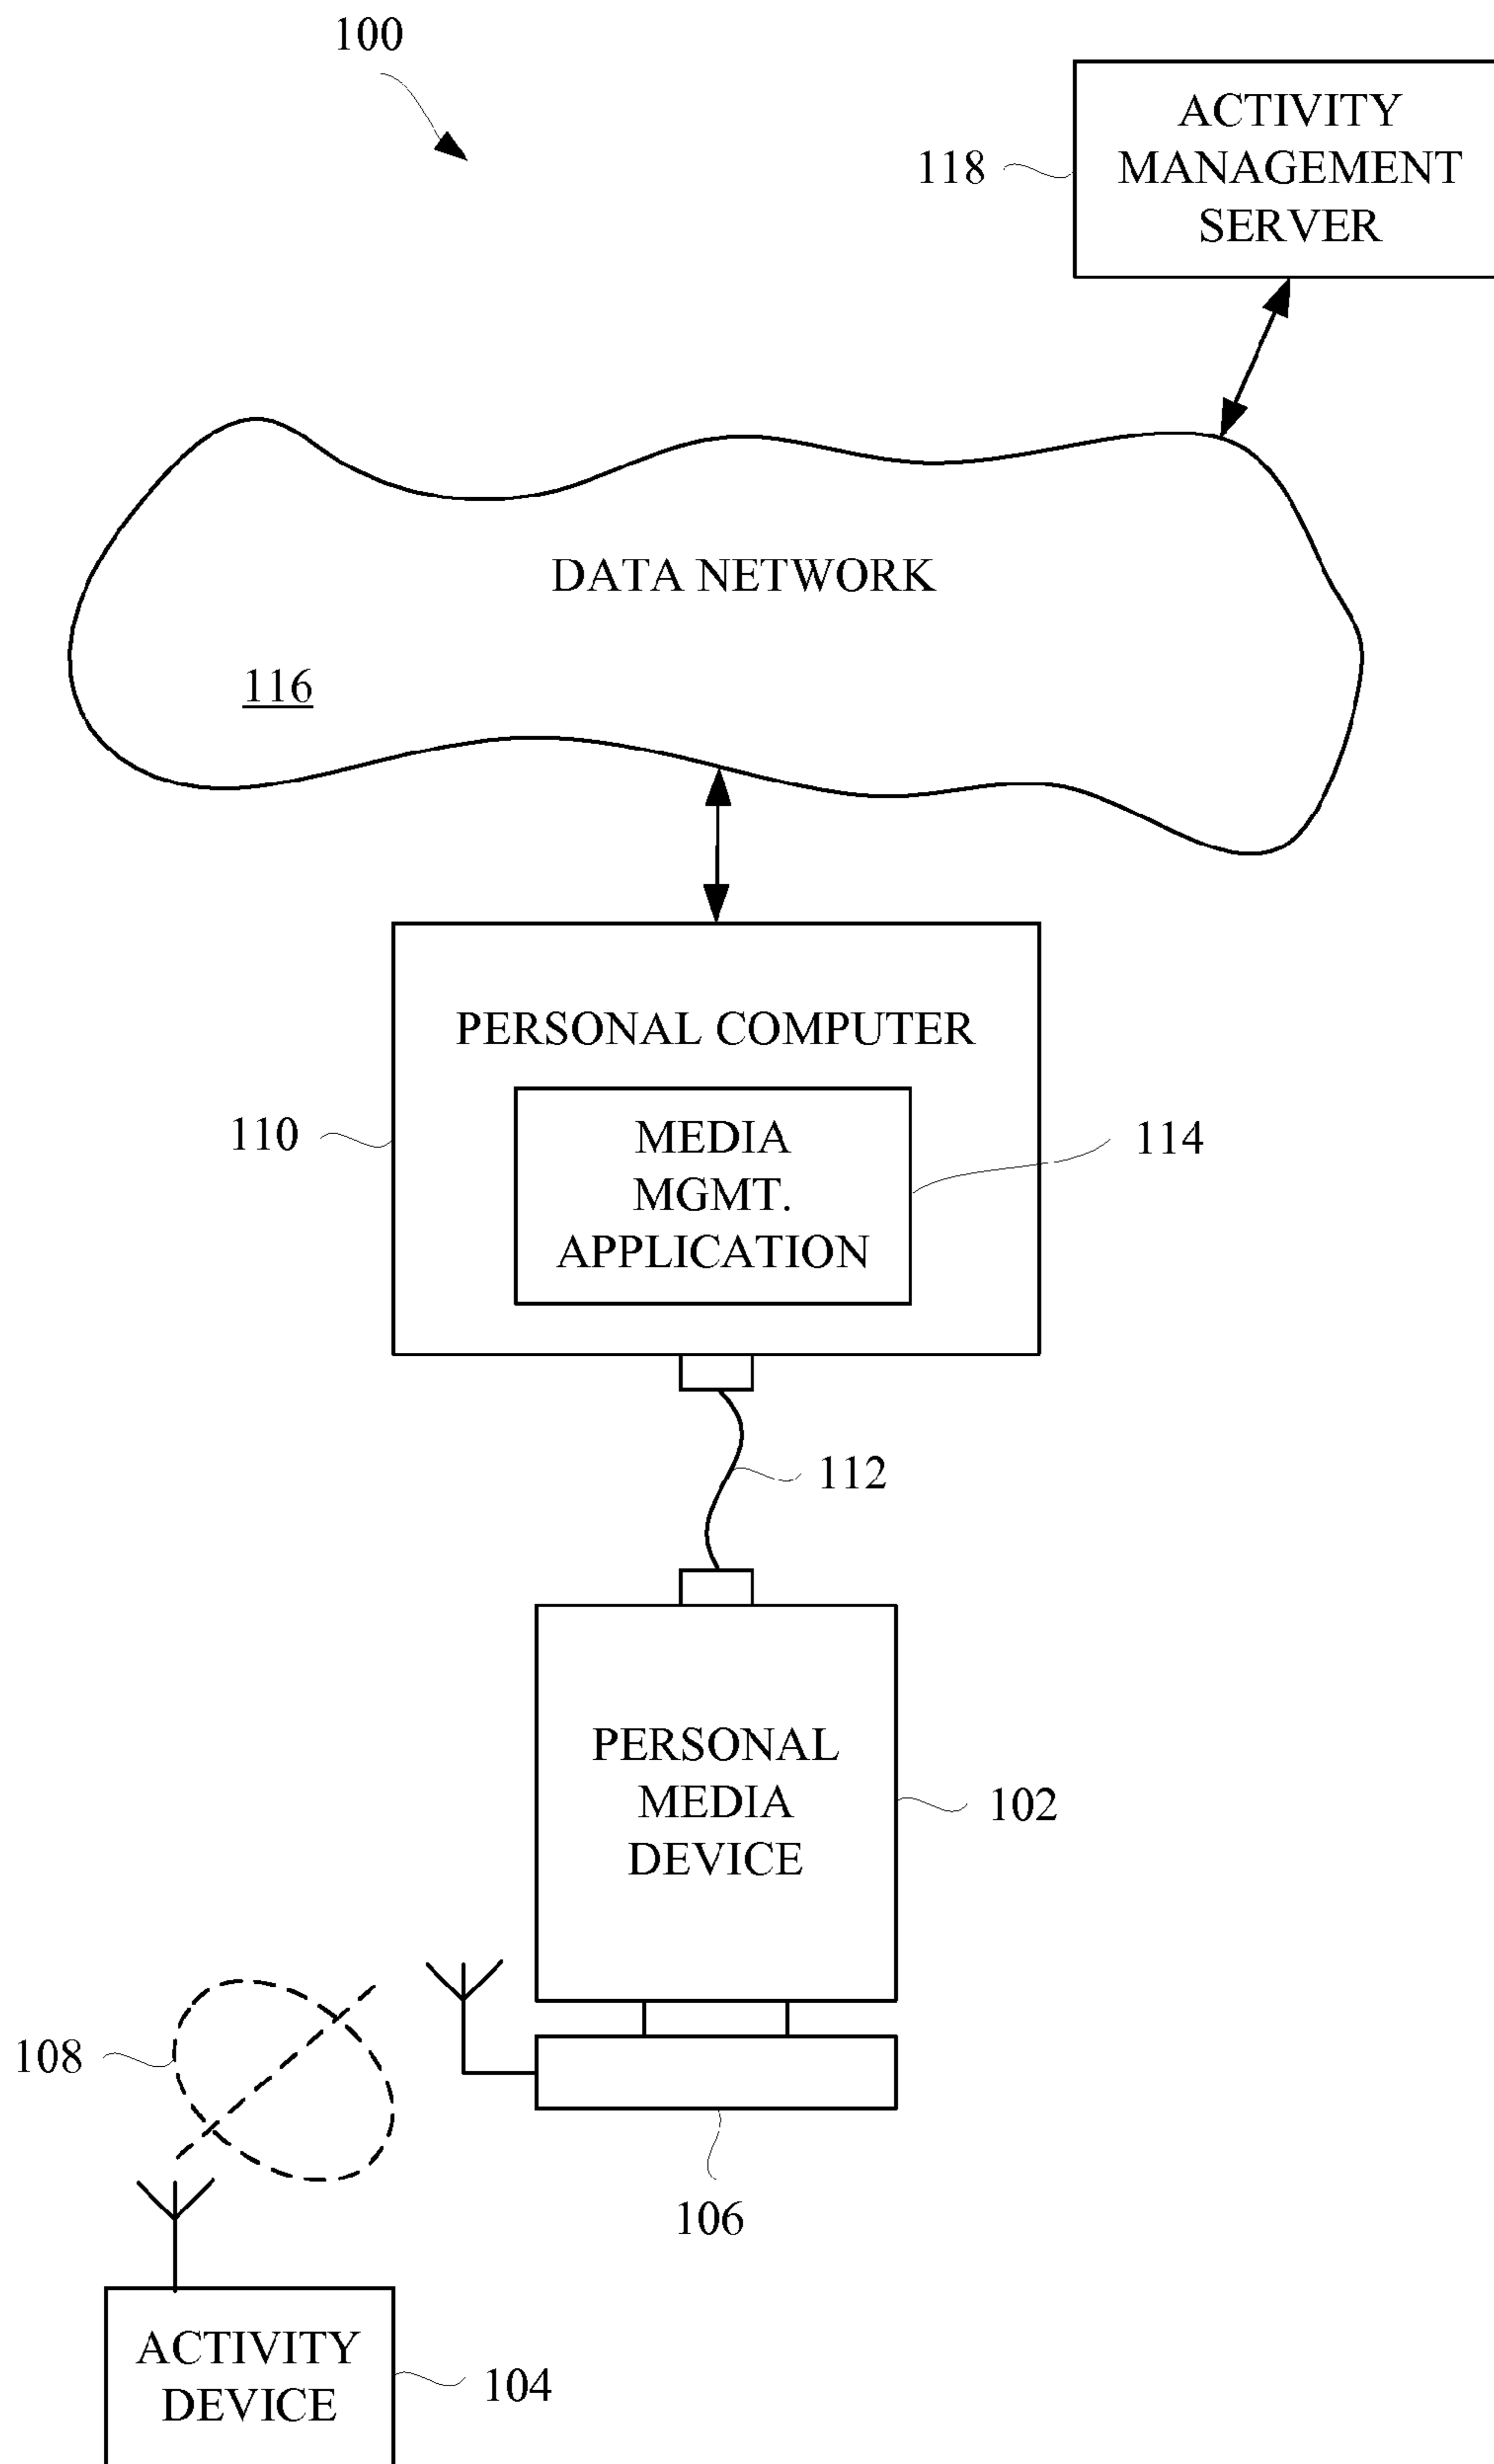 100
ACTIVITY
MANAGEMENT
SERVER
118
DATA NETWORK
116
PERSONAL COMPUTER
110
MEDIA
MGMT.
APPLICATION
114
112
PERSONAL
MEDIA
DEVICE
102
108
106
ACTIVITY
DEVICE
104